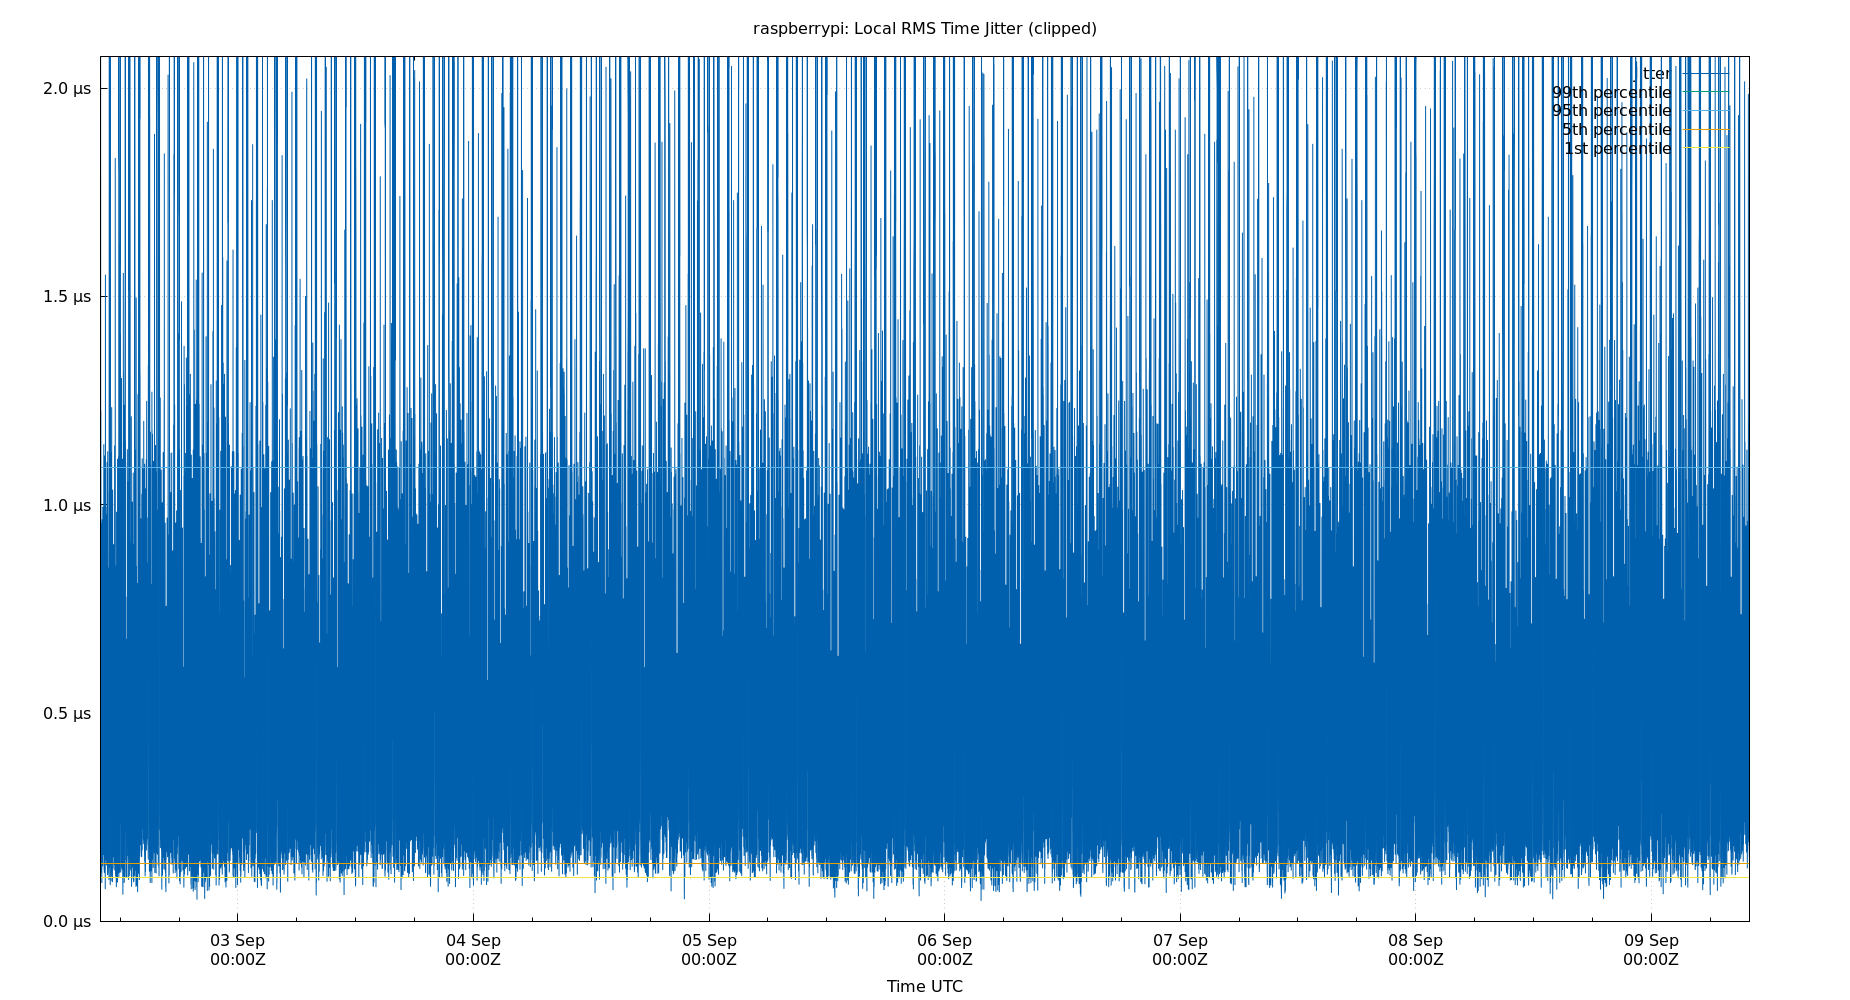 raspberrypi: Local RMS Time Jitter (clipped)
2.0 µs
1.5 µs
1.0 µs
0.5 µs
0.0 µs
jitter
99th percentile
95th percentile
5th percentile
1st percentile
03 Sep
00:00Z
04 Sep
00:00Z
05 Sep
00:00Z
06 Sep
00:00Z
07 Sep
00:00Z
08 Sep
00:00Z
09 Sep
00:00Z
Time UTC